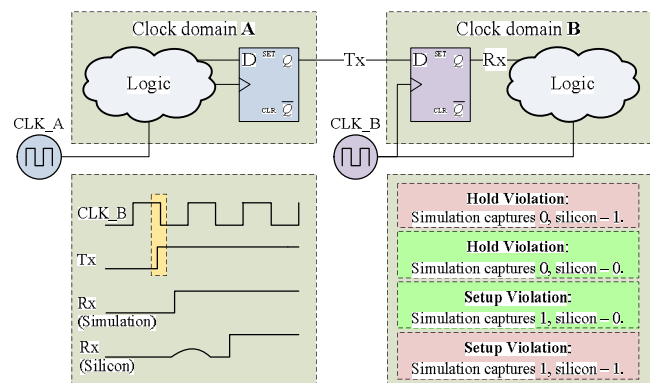 Clock domain A
Logic
D
SET
Q
CLR
Q
CLK_A
Tx
Clock domain B
D
SET
Q
CLR
Q
Rx
Logic
CLK_B
CLK_B
Tx
Rx
(Simulation)
Rx
(Silicon)
Hold Violation:
Simulation captures 0, silicon – 1.
Hold Violation:
Simulation captures 0, silicon – 0.
Setup Violation:
Simulation captures 1, silicon – 0.
Setup Violation:
Simulation captures 1, silicon – 1.